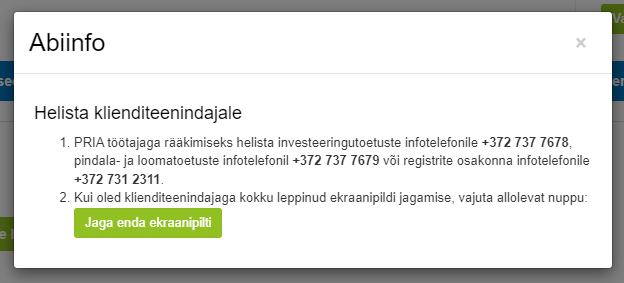 Va
Abiinfo ×
Helista klienditeenindajale
1. PRIA töötajaga rääkimiseks helista investeeringutoetuste infotelefonile +372 737 7678,
pindala- ja loomatoetuste infotelefonil +372 737 7679 või registrite osakonna infotelefonile
+372 731 2311.
2. Kui oled klienditeenindajaga kokku leppinud ekraanipildi jagamise, vajuta allolevat nuppu:
Jaga enda ekraanipilti